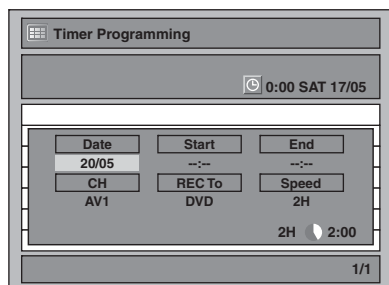 Timer Programming
0:00 SAT 17/05
Date Start End
20/05 --:-- --:--
CH REC To Speed
AV1 DVD 2H
2H 2:00
1/1